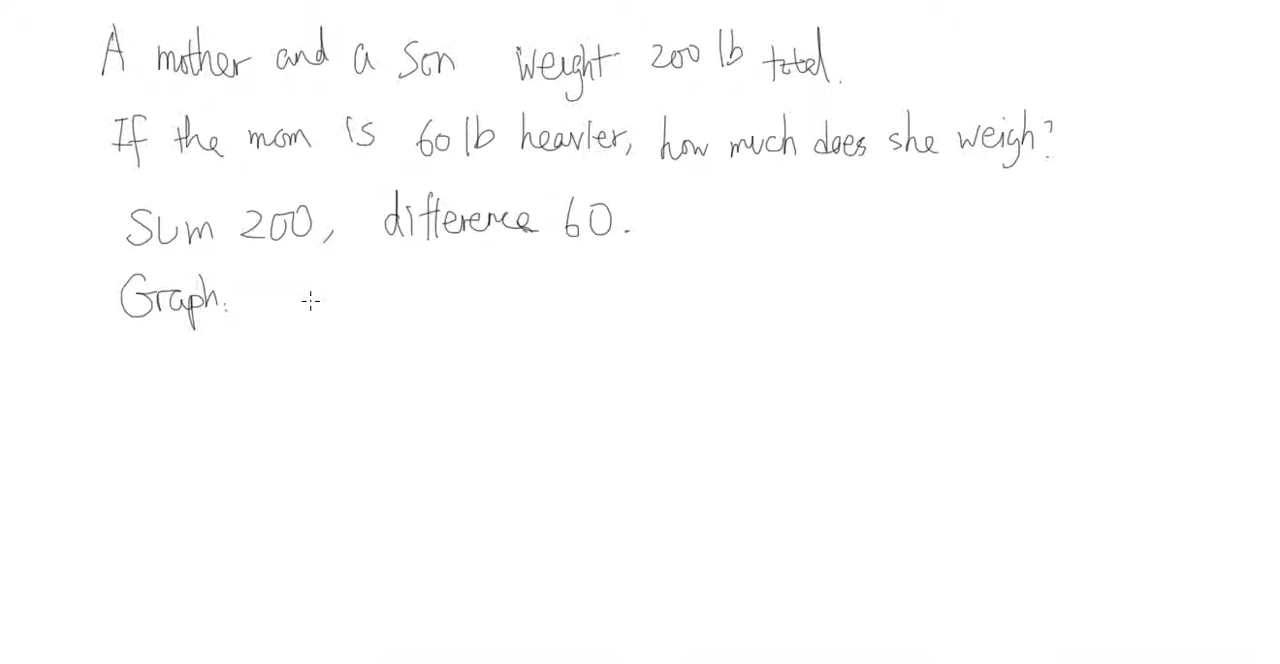 A mother and a son weight 200 lb total.
If the mom is 60 lb heavier, how much does she weigh?
Sum 200, difference 60.
Graph: